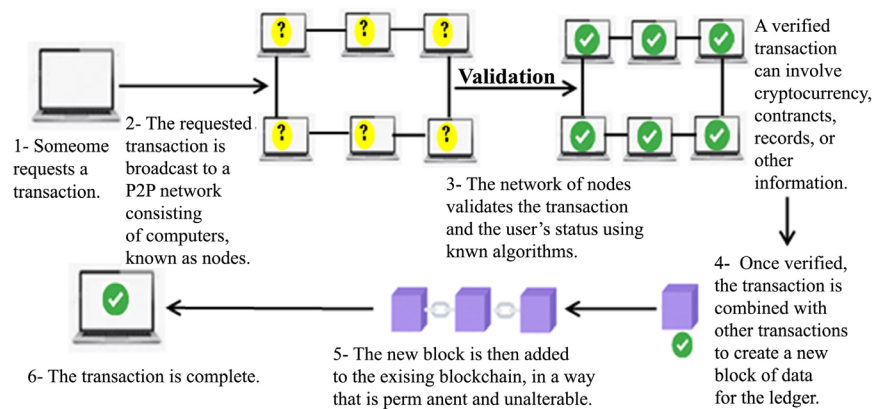 ?
?
?
?
?
?
1- Someome
requests a
transaction.
2- The requested
transaction is
broadcast to a
P2P network
consisting
of computers,
known as nodes.
Validation
3- The network of nodes
validates the transaction
and the user's status using
knwn algorithms.
A verified
transaction
can involve
cryptocurrency,
contrancts,
records, or
other
information.
4- Once verified,
the transaction is
combined with
other transactions
to create a new
block of data
for the ledger.
5- The new block is then added
to the exising blockchain, in a way
that is perm anent and unalterable.
6- The transaction is complete.